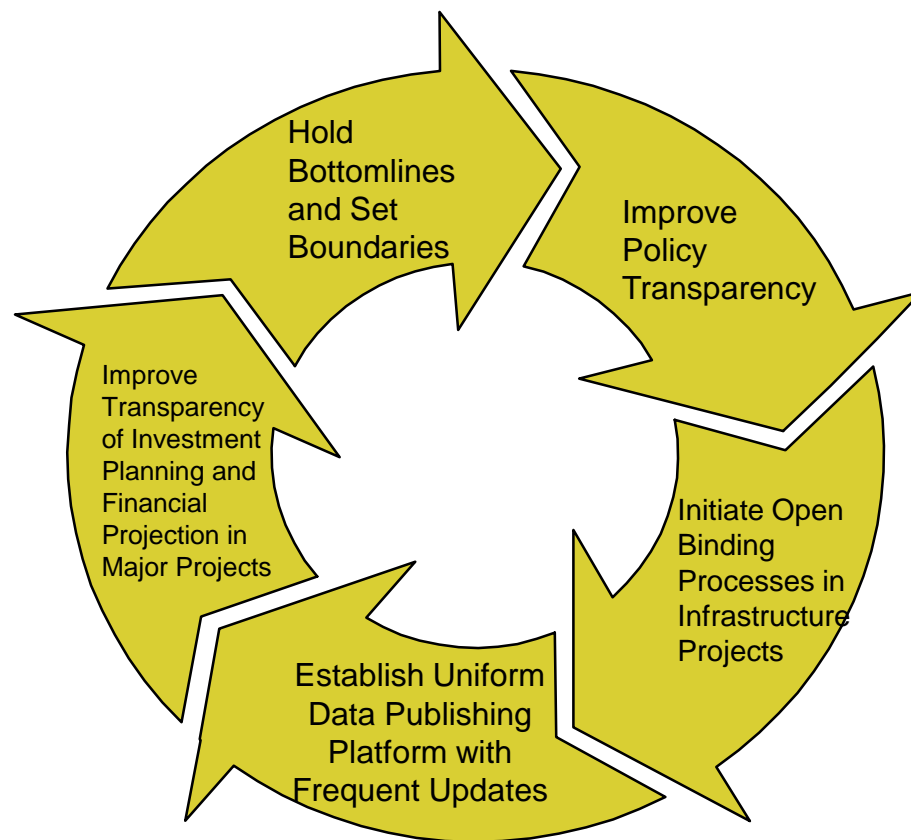 Hold
Bottomlines
and Set
Boundaries
Improve
Policy
Transparency
Initiate Open
Binding
Processes in
Infrastructure
Projects
Establish Uniform
Data Publishing
Platform with
Frequent Updates
Improve
Transparency
of Investment
Planning and
Financial
Projection in
Major Projects